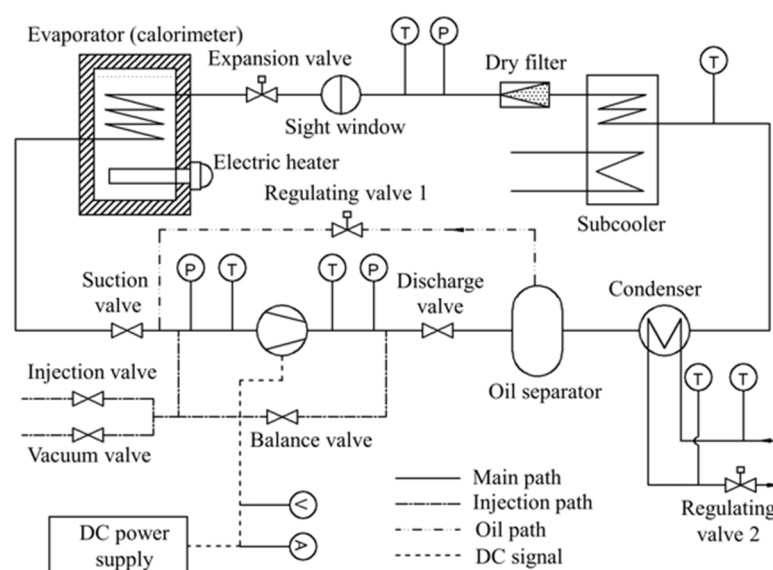 Evaporator (calorimeter)
Expansion valve
T
P
Dry filter
T
Sight window
Electric heater
Regulating valve 1
Subcooler
Suction
valve
P
T
T
P
Discharge
valve
Condenser
Injection valve
Oil separator
T
T
Vacuum valve
Balance valve
Main path
Injection path
Oil path
DC signal
V
A
DC power
supply
Regulating
valve 2